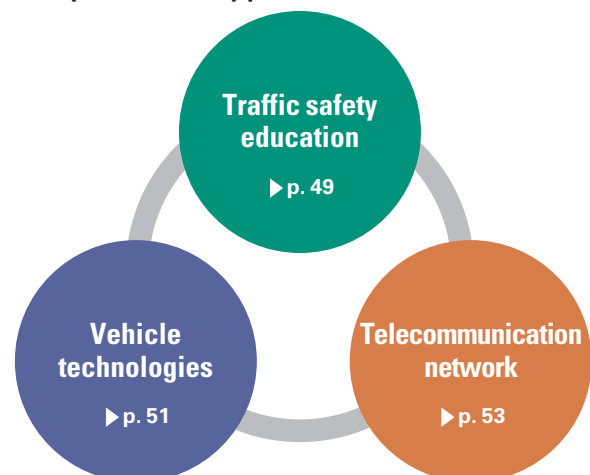 Traffic safety
education
▶p. 49
Vehicle
technologies
▶p. 51
Telecommunication
network
▶p. 53